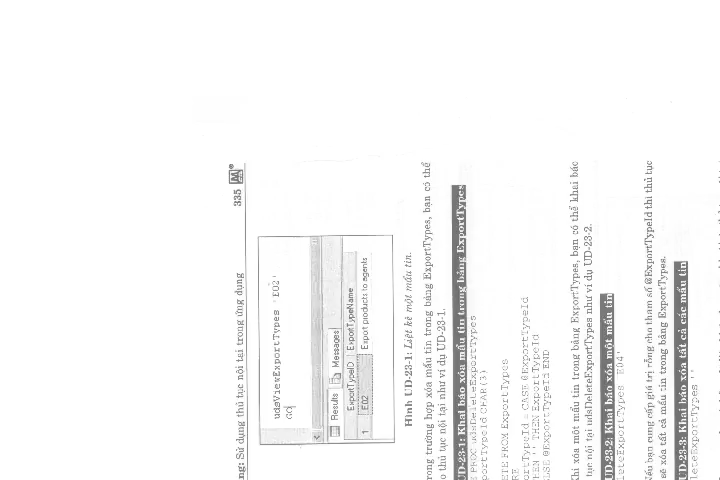 ng: Sử dụng thủ tục nội tại trong ứng dụng 335
udsViewExportTypes 'E02'
GO
Results Messages
ExportTypeID ExportTypeName
1 E02 Export products to agents
Hình UD-23-1: Liệt kê một mẩu tin.
rong trường hợp xóa mẩu tin trong bảng ExportTypes, bạn có thể
o thủ tục nội tại như ví dụ UD-23-1.
UD-23-1: Khai báo xóa mẩu tin trong bảng ExportTypes
PROC udsDeleteExportTypes
portTypeId CHAR(3)
ETE FROM ExportTypes
RE
portTypeId = CASE @ExportTypeId
HEN '' THEN ExportTypeId
LSE @ExportTypeId END
Khi xóa một mẩu tin trong bảng ExportTypes, bạn có thể khai báo
tục nội tại udsDeleteExportTypes như ví dụ UD-23-2.
UD-23-2: Khai báo xóa một mẩu tin
leteExportTypes 'E04'
Nếu bạn cung cấp giá trị rỗng cho tham số @ExportTypeId thì thủ tục
sẽ xóa tất cả mẩu tin trong bảng ExportTypes.
UD-23-3: Khai báo xóa tất cả các mẩu tin
leteExportTypes ''